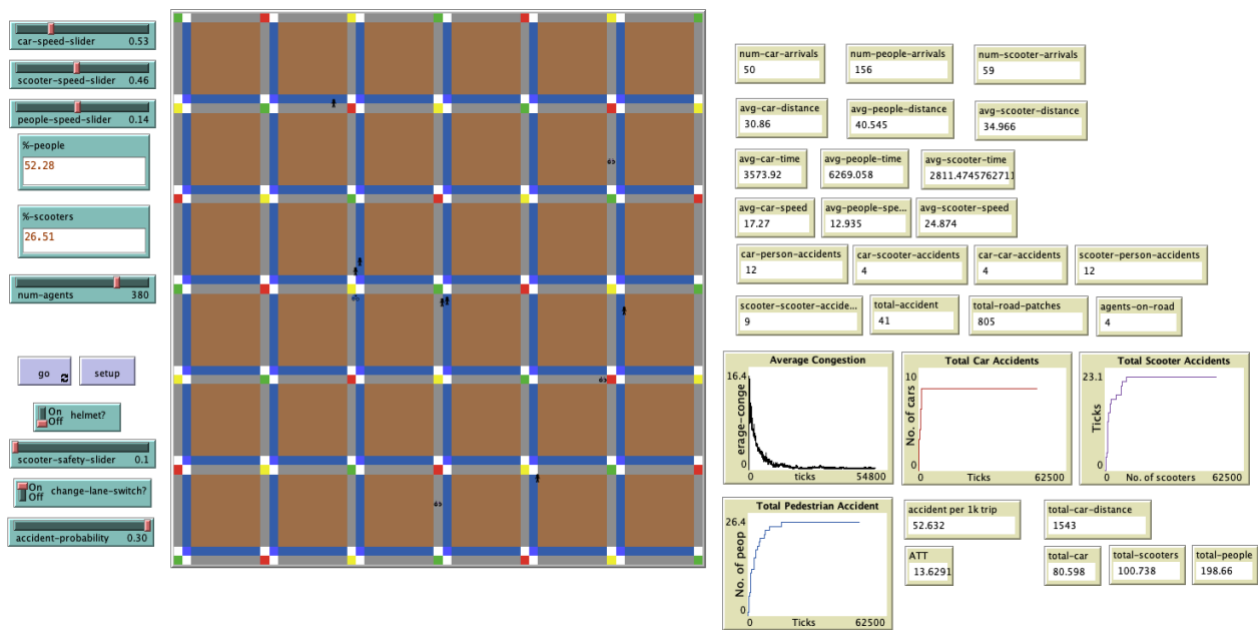 car-speed-slider 0.53
scooter-speed-slider 0.46
people-speed-slider 0.14
%-people
52.28
%-scooters
26.51
num-agents 380
go
setup
On
Off
helmet?
scooter-safety-slider 0.1
On
Off
change-lane-switch?
accident-probability 0.30
num-car-arrivals
50
num-people-arrivals
156
num-scooter-arrivals
59
avg-car-distance
30.86
avg-people-distance
40.545
avg-scooter-distance
34.966
avg-car-time
3573.92
avg-people-time
6269.058
avg-scooter-time
2811.4745762711
avg-car-speed
17.27
avg-people-spe...
12.935
avg-scooter-speed
24.874
car-person-accidents
12
car-scooter-accidents
4
car-car-accidents
4
scooter-person-accidents
12
scooter-scooter-accide...
9
total-accident
41
total-road-patches
805
agents-on-road
4
Average Congestion
16.4
erage-conge
0
0
ticks
54800
Total Car Accidents
10
No. of cars
0
0
Ticks
62500
Total Scooter Accidents
23.1
Ticks
0
0
No. of scooters
62500
Total Pedestrian Accident
26.4
No. of peop
0
0
Ticks
62500
accident per 1k trip
52.632
total-car-distance
1543
ATT
13.6291
total-car
80.598
total-scooters
100.738
total-people
198.66